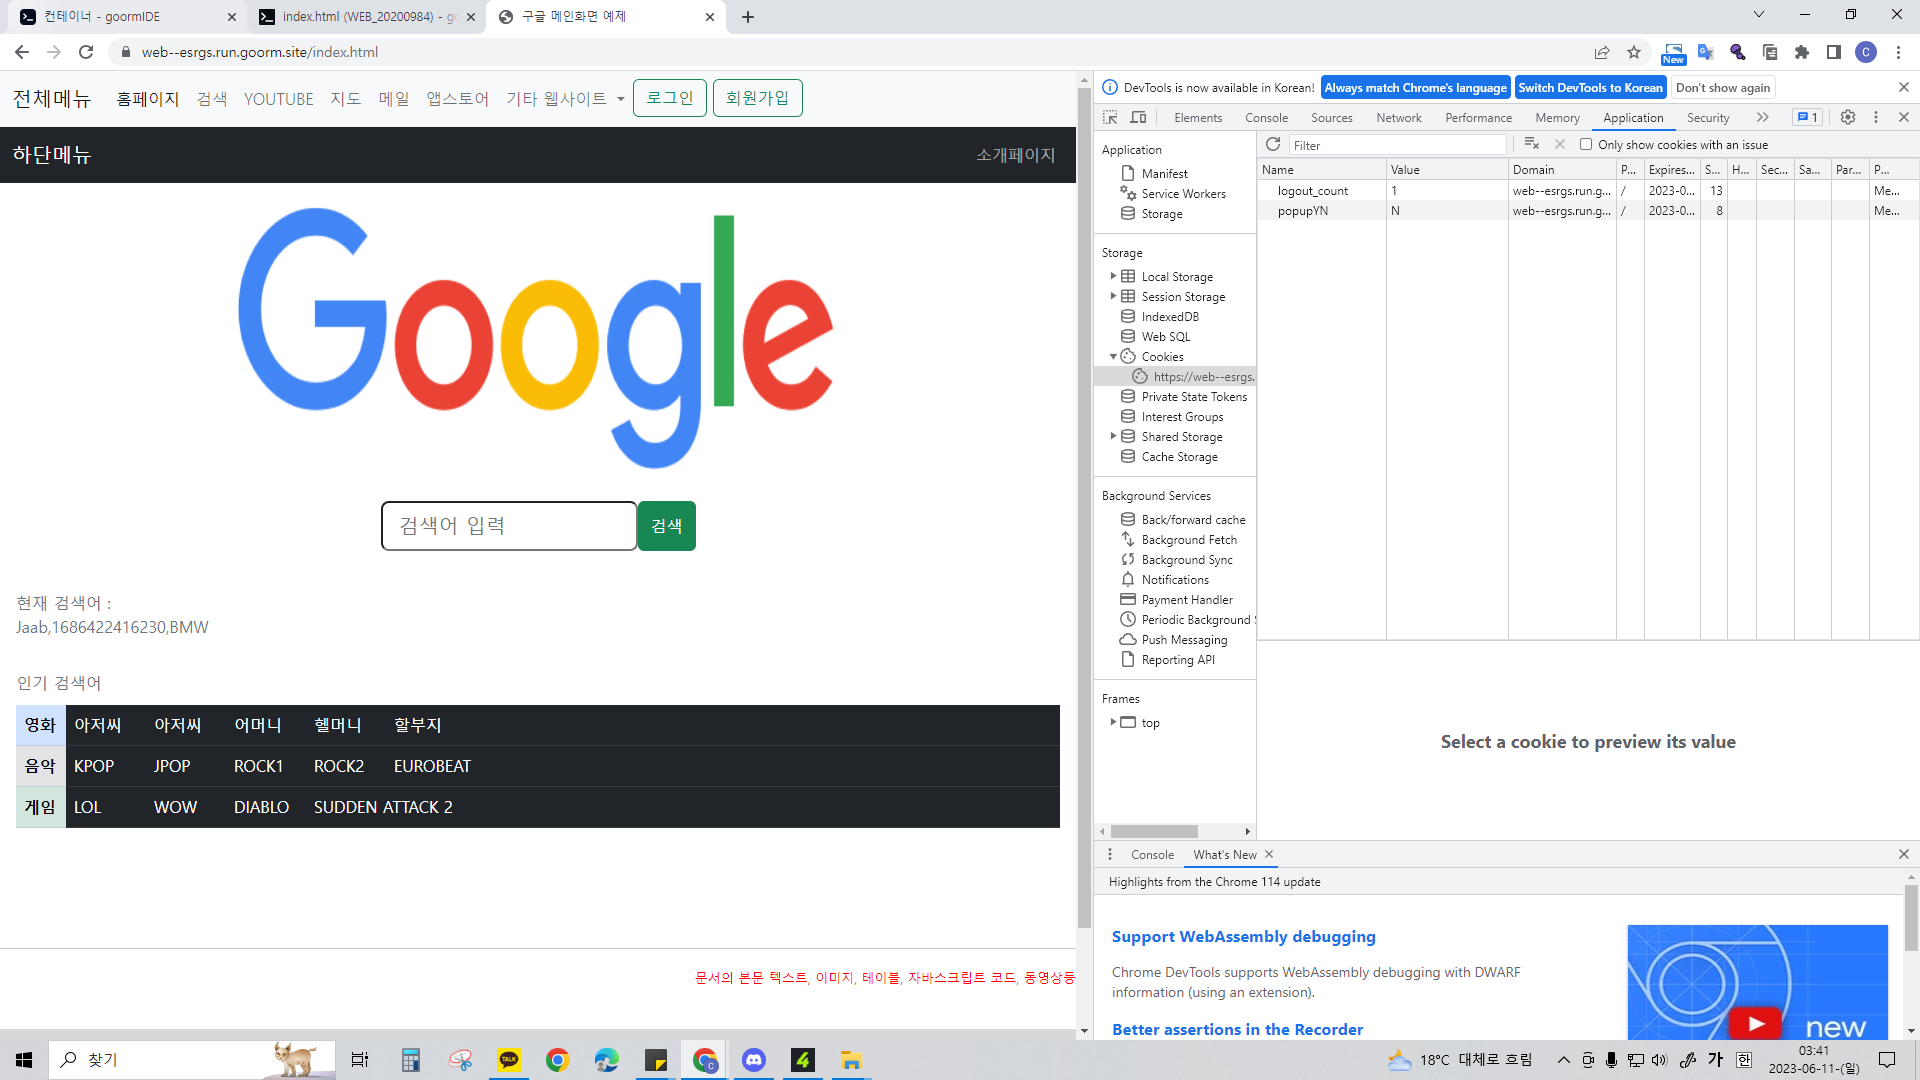 컨테이너 - goormIDE
index.html (WEB_20200984) - go
구글 메인화면 예제
web--esrgs.run.goorm.site/index.html
New
C
전체메뉴 홈페이지 검색 YOUTUBE 지도 메일 앱스토어 기타 웹사이트 로그인 회원가입
하단메뉴 소개페이지
Google
검색어 입력 검색
현재 검색어 :
Jaab,1686422416230,BMW
인기 검색어
영화 아저씨 아저씨 어머니 헬머니 할부지
음악 KPOP JPOP ROCK1 ROCK2 EUROBEAT
게임 LOL WOW DIABLO SUDDEN ATTACK 2
문서의 본문 텍스트, 이미지, 테이블, 자바스크립트 코드, 동영상등
DevTools is now available in Korean! Always match Chrome's language Switch DevTools to Korean Don't show again
Elements Console Sources Network Performance Memory Application Security 1
Application
Manifest
Service Workers
Storage
Storage
Local Storage
Session Storage
IndexedDB
Web SQL
Cookies
https://web--esrgs.
Private State Tokens
Interest Groups
Shared Storage
Cache Storage
Background Services
Back/forward cache
Background Fetch
Background Sync
Notifications
Payment Handler
Periodic Background
Push Messaging
Reporting API
Frames
top
Filter Only show cookies with an issue
Name Value Domain P... Expires... S... H... Sec... Sa... Par... P...
logout_count 1 web--esrgs.run.g... / 2023-0... 13 Me...
popupYN N web--esrgs.run.g... / 2023-0... 8 Me...
Select a cookie to preview its value
Console What's New
Highlights from the Chrome 114 update
Support WebAssembly debugging
Chrome DevTools supports WebAssembly debugging with DWARF
information (using an extension).
Better assertions in the Recorder
new
찾기
TALK
C
4
18°C 대체로 흐림
가
한
03:41
2023-06-11-(일)